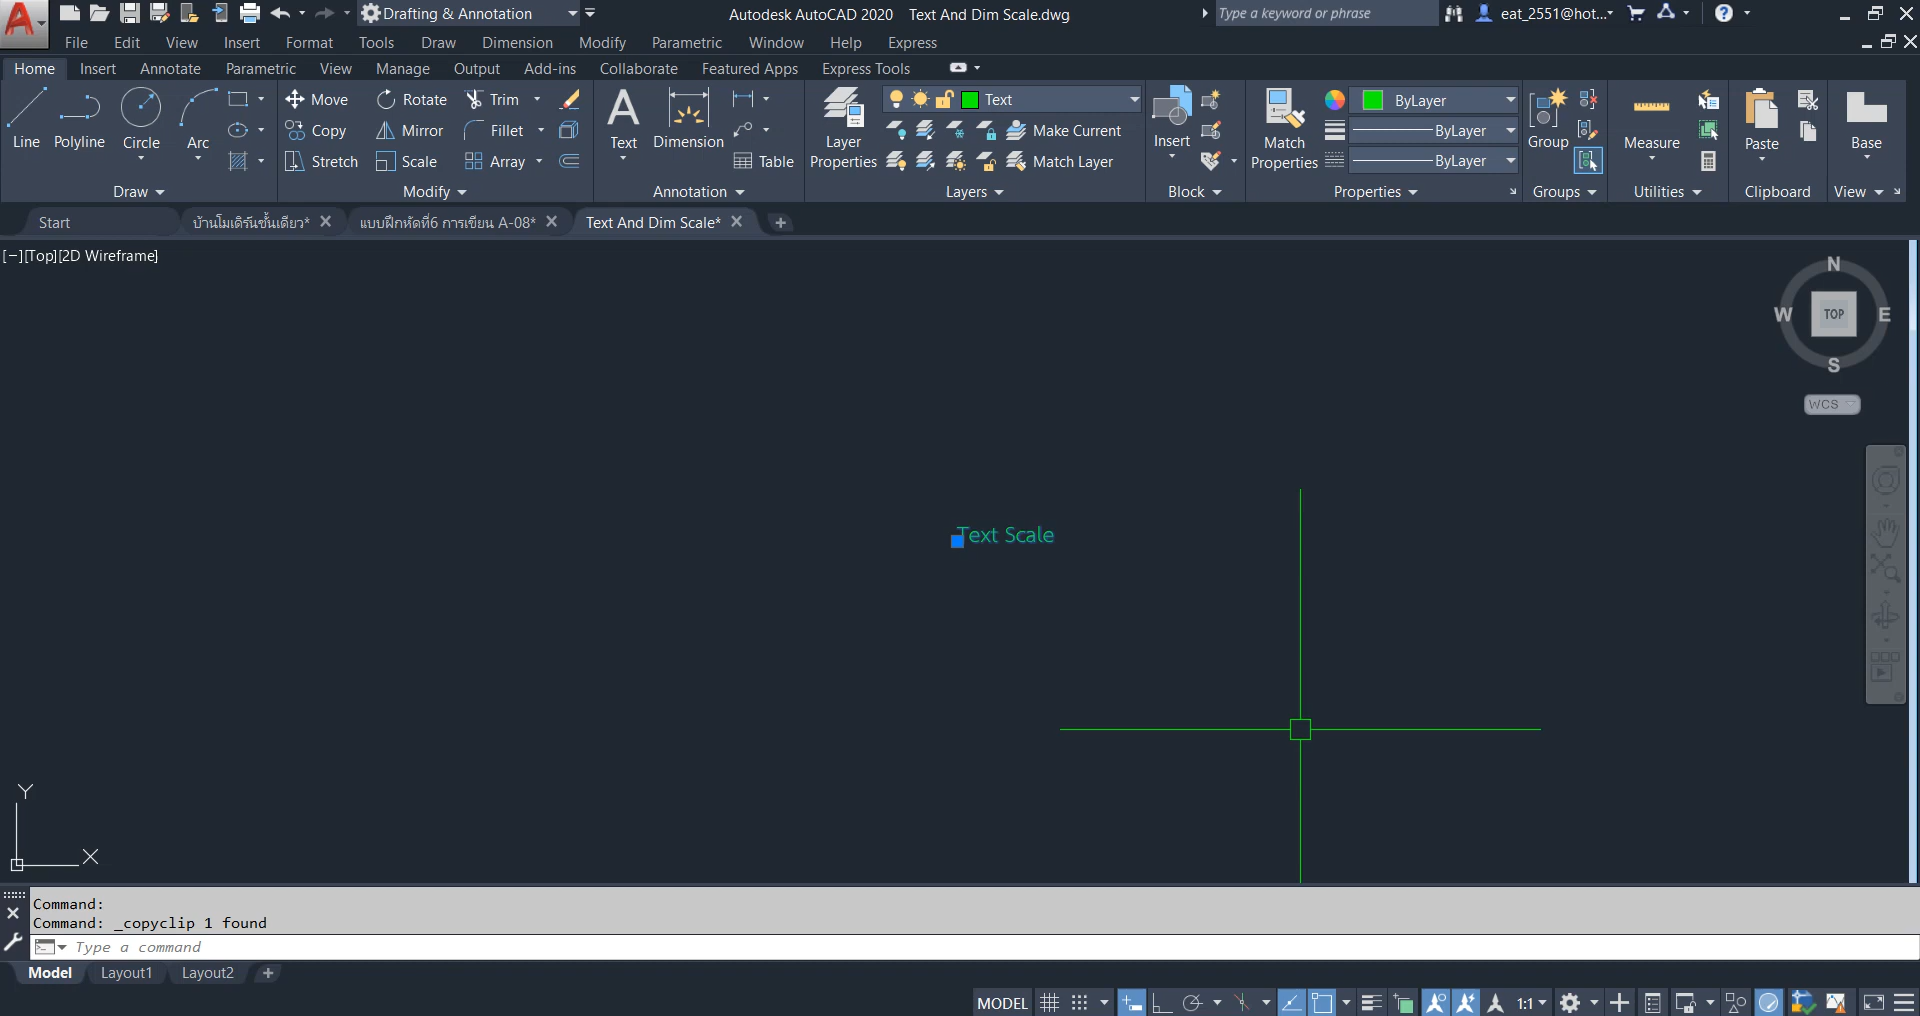 Drafting & Annotation
Autodesk AutoCAD 2020 Text And Dim Scale.dwg
Type a keyword or phrase
eat_2551@hot...
File Edit View Insert Format Tools Draw Dimension Modify Parametric Window Help Express
Home Insert Annotate Parametric View Manage Output Add-ins Collaborate Featured Apps Express Tools
Line Polyline Circle Arc
Draw
Move Rotate Trim
Copy Mirror Fillet
Stretch Scale Array
Modify
Text Dimension Table
Annotation
Layer Properties
Text
Make Current
Match Layer
Layers
Insert
Block
Match Properties
ByLayer
ByLayer
ByLayer
Properties
Group
Groups
Measure
Utilities
Paste
Clipboard
Base
View
Start บ้านโมเดิร์นชั้นเดียว* แบบฝึกหัดที่6 การเขียน A-08* Text And Dim Scale*
[−][Top][2D Wireframe]
N
W TOP E
S
WCS
Text Scale
Y
X
Command:
Command: _copyclip 1 found
Type a command
Model Layout1 Layout2
MODEL 1:1